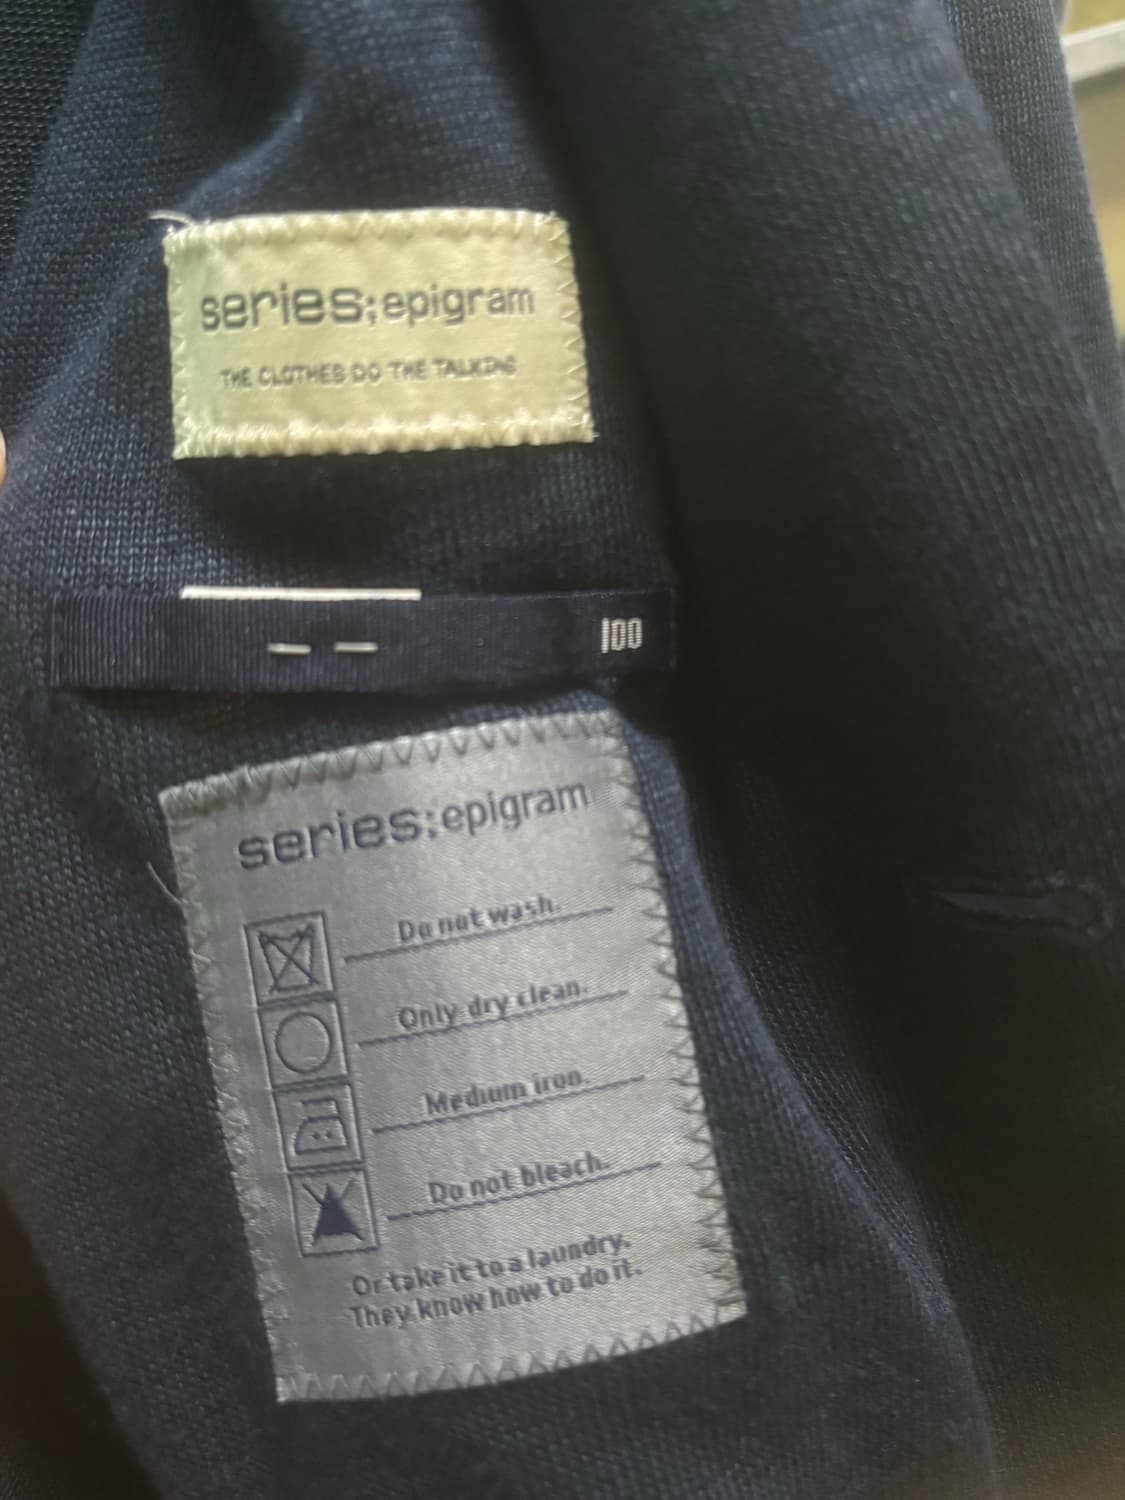 series;epigram
THE CLOTHES DO THE TALKING
100
series;epigram
Do not wash.
Only dry clean.
Medium iron.
Do not bleach.
Or take it to a laundry.
They know how to do it.